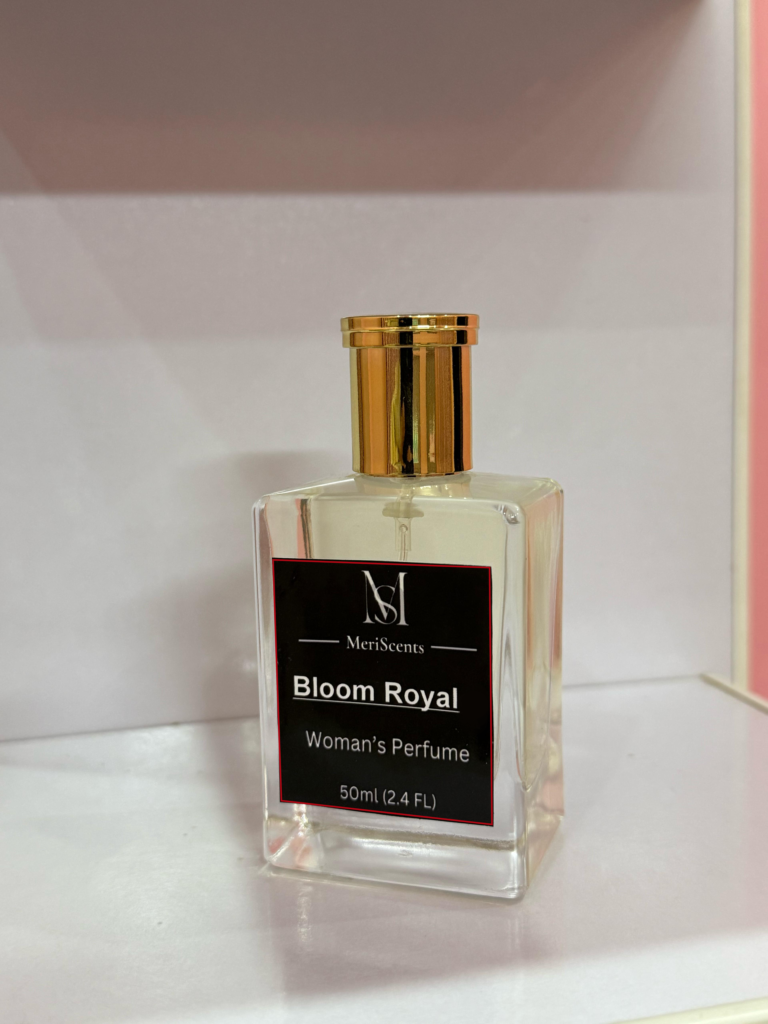 MS
MeriScents
Bloom Royal
Woman's Perfume
50ml (2.4 FL)